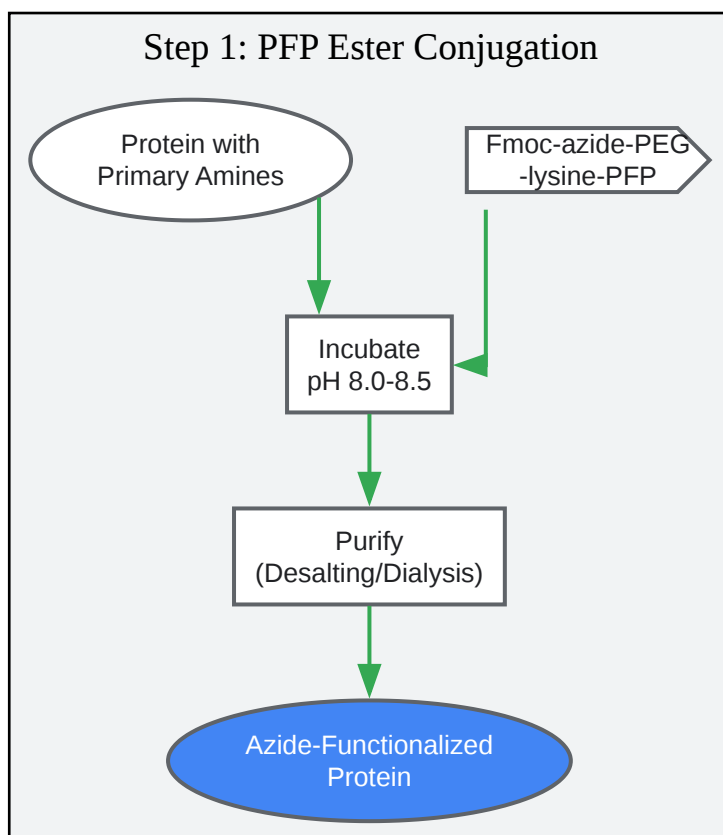 Step 1: PFP Ester Conjugation
Protein with
Primary Amines
Fmoc-azide-PEG
-lysine-PFP
Incubate
pH 8.0-8.5
Purify
(Desalting/Dialysis)
Azide-Functionalized
Protein